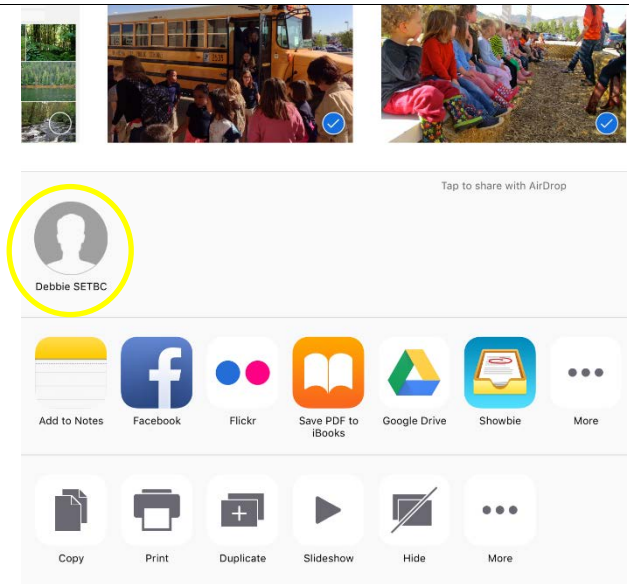 Tap to share with AirDrop
Debbie SETBC
Add to Notes
Facebook
Flickr
Save PDF to
iBooks
Google Drive
Showbie
More
Copy
Print
Duplicate
Slideshow
Hide
More